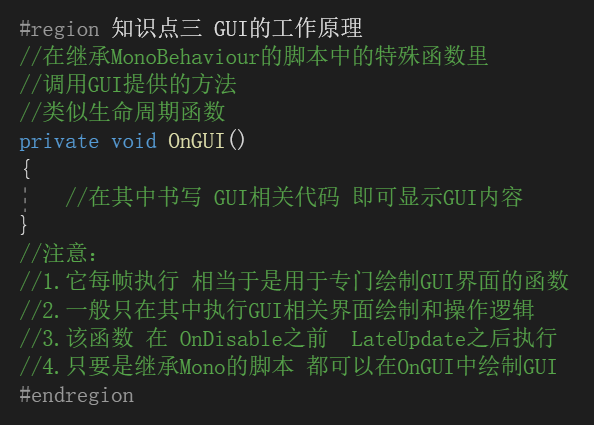 #region 知识点三 GUI的工作原理
//在继承MonoBehaviour的脚本中的特殊函数里
//调用GUI提供的方法
//类似生命周期函数
private void OnGUI()
{
//在其中书写 GUI相关代码 即可显示GUI内容
}
//注意：
//1.它每帧执行 相当于是用于专门绘制GUI界面的函数
//2.一般只在其中执行GUI相关界面绘制和操作逻辑
//3.该函数 在 OnDisable之前  LateUpdate之后执行
//4.只要是继承Mono的脚本 都可以在OnGUI中绘制GUI
#endregion